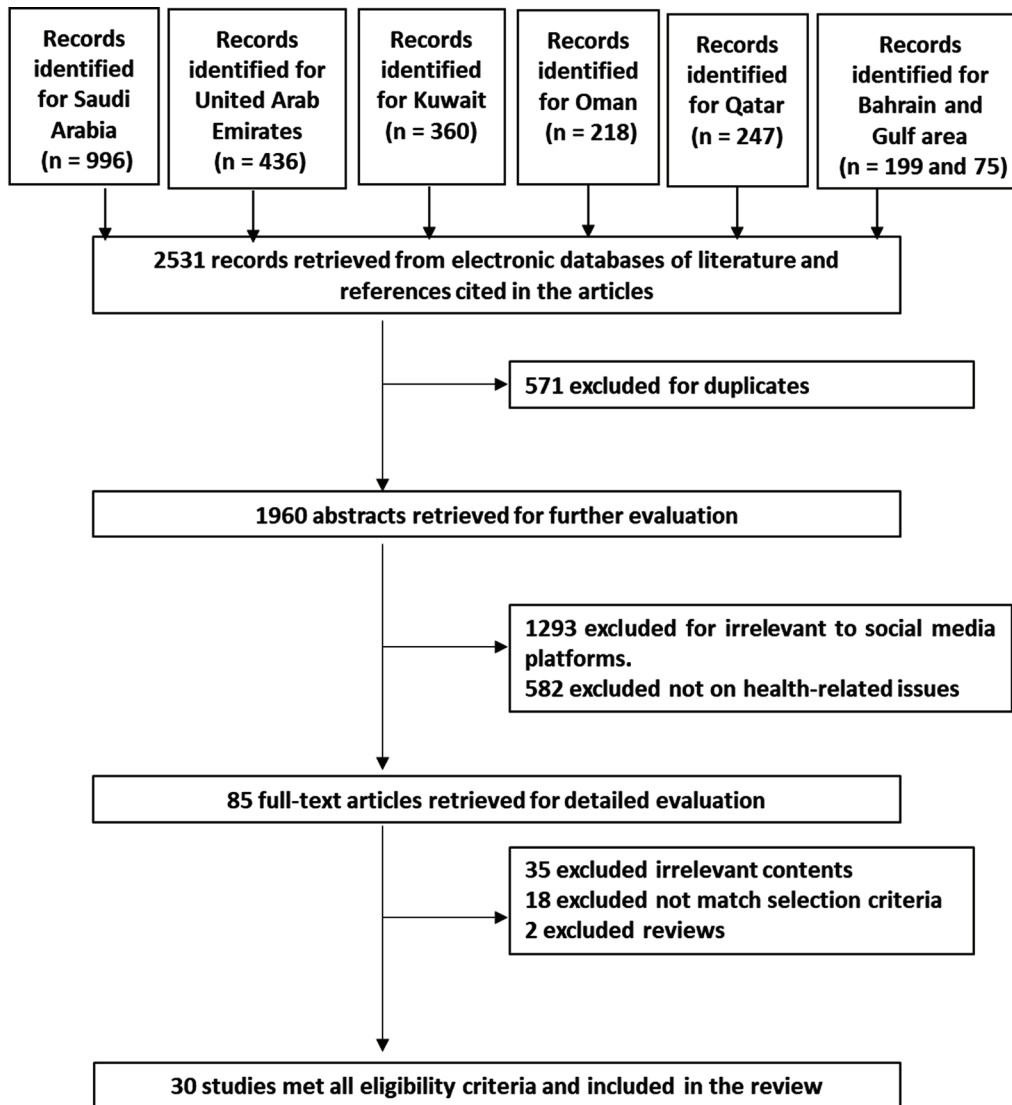 Records
identified
for Saudi
Arabia
(n = 996)
Records
identified for
United Arab
Emirates
(n = 436)
Records
identified
for Kuwait
(n = 360)
Records
identified
for Oman
(n = 218)
Records
identified
for Qatar
(n = 247)
Records
identified for
Bahrain and
Gulf area
(n = 199 and 75)
2531 records retrieved from electronic databases of literature and
references cited in the articles
571 excluded for duplicates
1960 abstracts retrieved for further evaluation
1293 excluded for irrelevant to social media
platforms.
582 excluded not on health-related issues
85 full-text articles retrieved for detailed evaluation
35 excluded irrelevant contents
18 excluded not match selection criteria
2 excluded reviews
30 studies met all eligibility criteria and included in the review